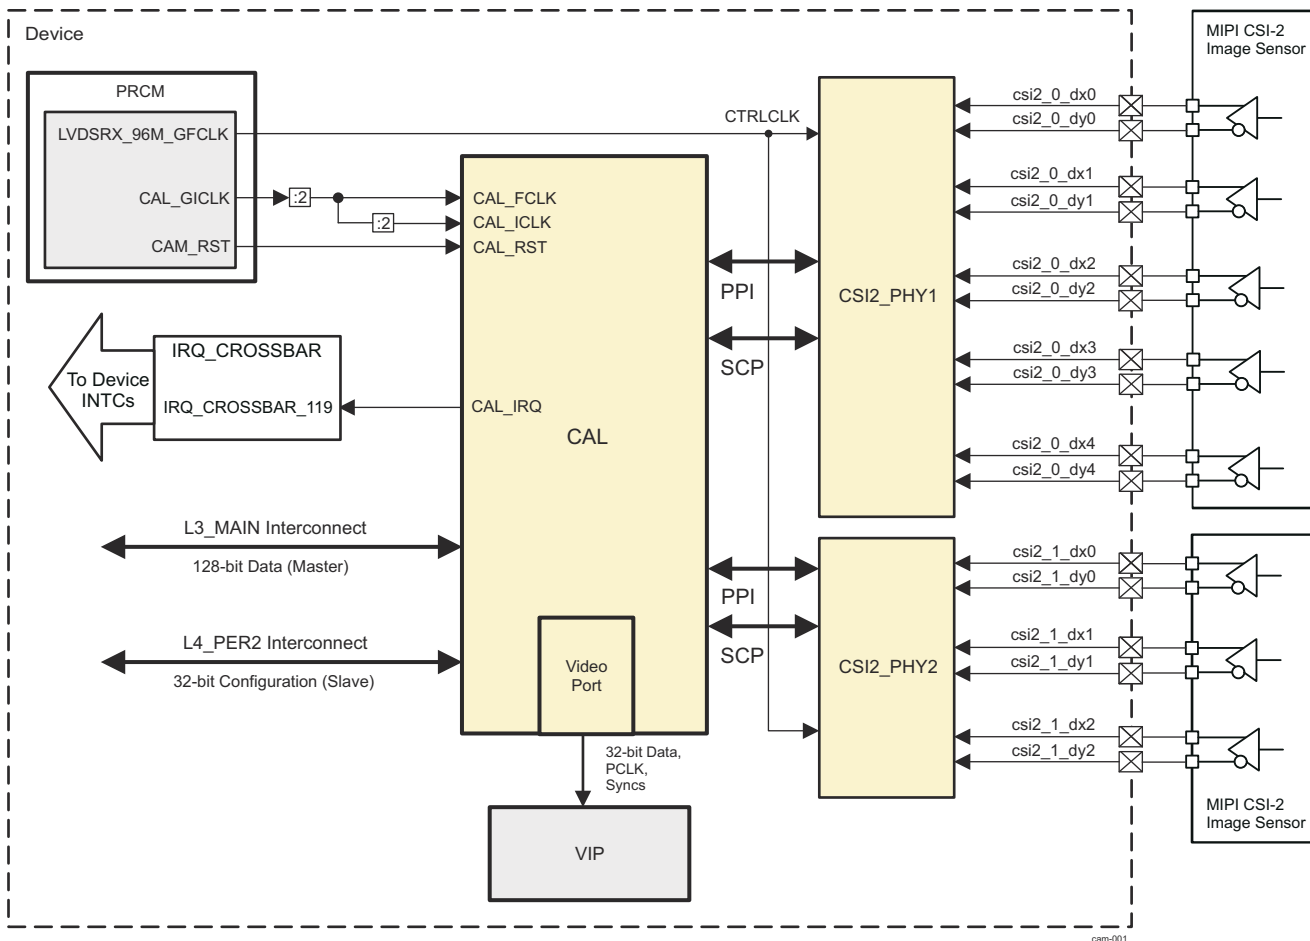 Device
PRCM
LVDSRX_96M_GFCLK
CAL_GICLK
CAM_RST
:2
:2
CTRLCLK
CAL_FCLK
CAL_ICLK
CAL_RST
CAL_IRQ
CAL
IRQ_CROSSBAR
IRQ_CROSSBAR_119
To Device
INTCs
L3_MAIN Interconnect
128-bit Data (Master)
L4_PER2 Interconnect
32-bit Configuration (Slave)
Video
Port
32-bit Data,
PCLK,
Syncs
VIP
PPI
SCP
PPI
SCP
CSI2_PHY1
CSI2_PHY2
csi2_0_dx0
csi2_0_dy0
csi2_0_dx1
csi2_0_dy1
csi2_0_dx2
csi2_0_dy2
csi2_0_dx3
csi2_0_dy3
csi2_0_dx4
csi2_0_dy4
csi2_1_dx0
csi2_1_dy0
csi2_1_dx1
csi2_1_dy1
csi2_1_dx2
csi2_1_dy2
MIPI CSI-2
Image Sensor
MIPI CSI-2
Image Sensor
cam-001